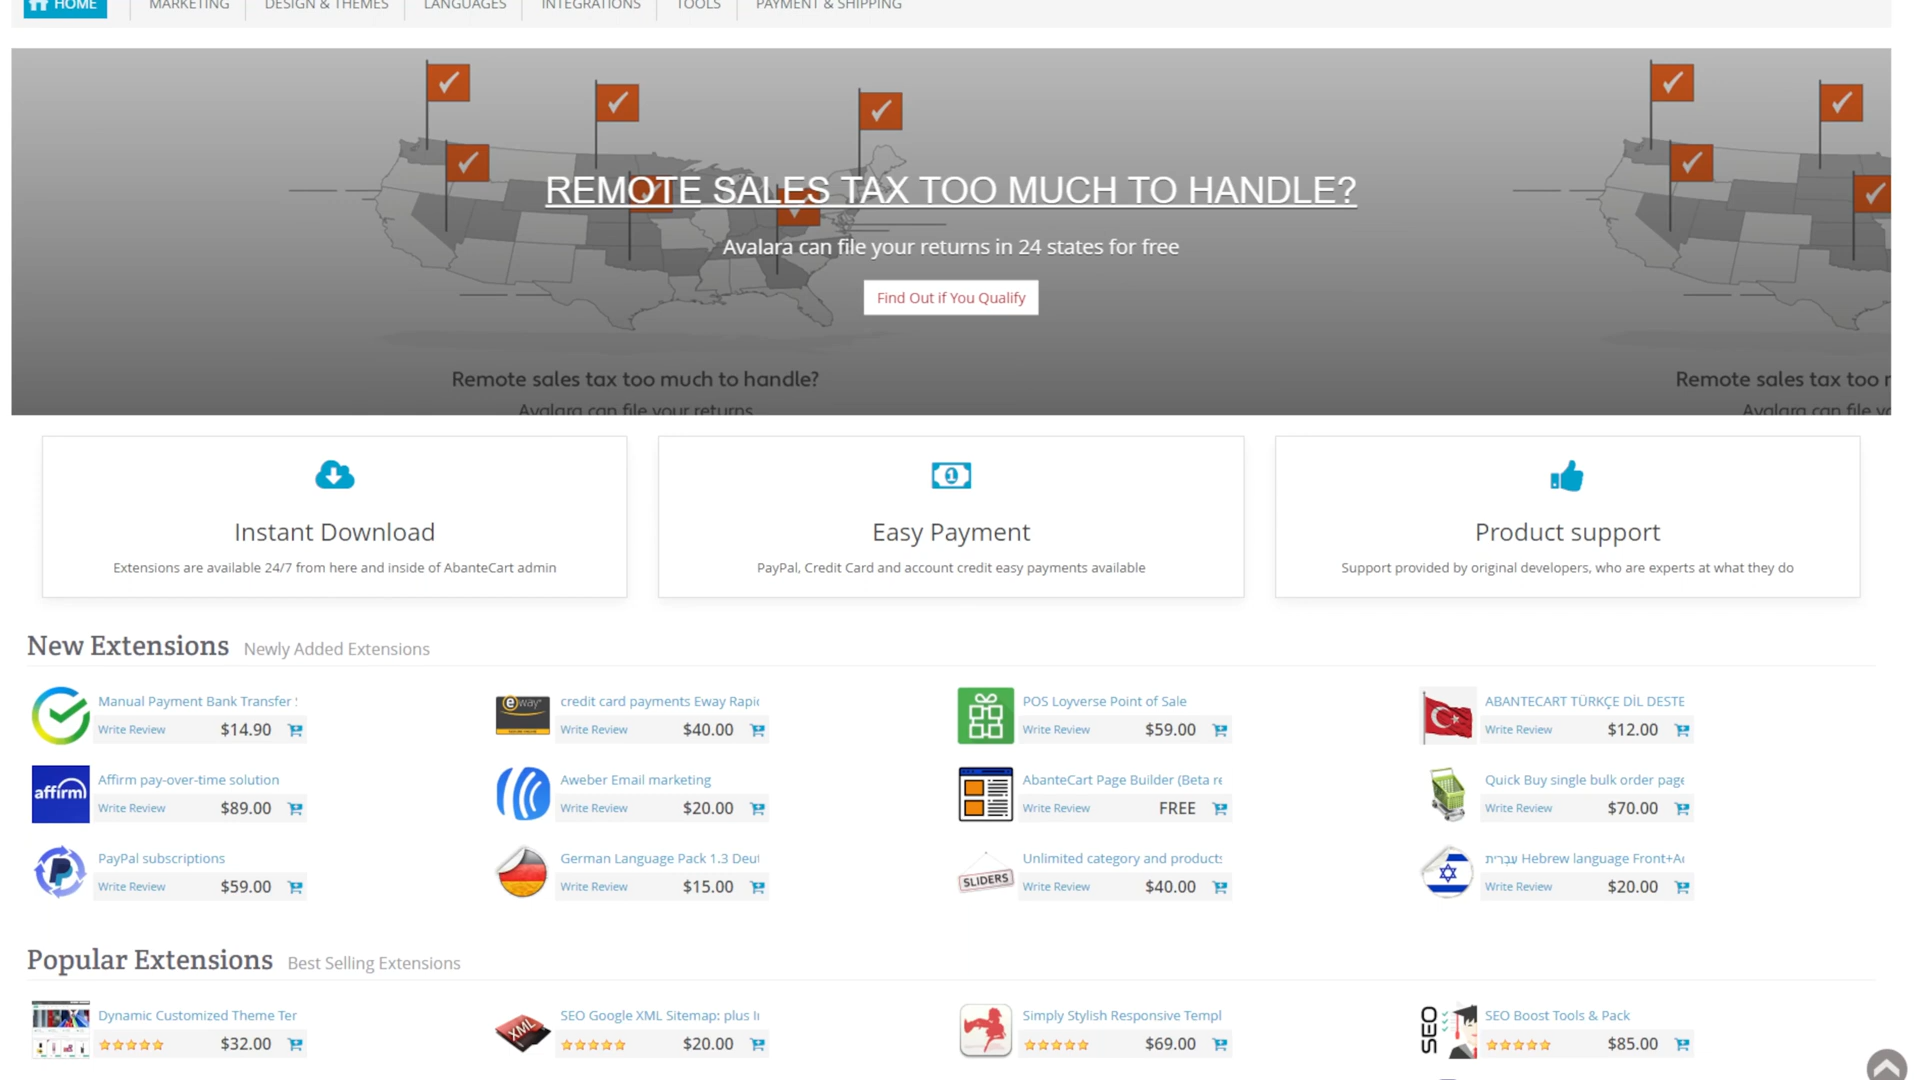 HOME MARKETING DESIGN & THEMES LANGUAGES INTEGRATIONS TOOLS PAYMENT & SHIPPING
REMOTE SALES TAX TOO MUCH TO HANDLE?
Avalara can file your returns in 24 states for free
Find Out if You Qualify
Remote sales tax too much to handle?
Remote sales tax too
Avalara can file your returns
Avalara can file
Instant Download
Extensions are available 24/7 from here and inside of AbanteCart admin
1
Easy Payment
PayPal, Credit Card and account credit easy payments available
Product support
Support provided by original developers, who are experts at what they do
New Extensions Newly Added Extensions
Manual Payment Bank Transfer
Write Review $14.90
eway
credit card payments Eway Rapid
Write Review $40.00
POS Loyverse Point of Sale
Write Review $59.00
ABANTECART TÜRKÇE DİL DESTE
Write Review $12.00
affirm
Affirm pay-over-time solution
Write Review $89.00
Aweber Email marketing
Write Review $20.00
AbanteCart Page Builder (Beta re
Write Review FREE
Quick Buy single bulk order page
Write Review $70.00
PayPal subscriptions
Write Review $59.00
German Language Pack 1.3 Deut
Write Review $15.00
SLIDERS
Unlimited category and products
Write Review $40.00
עברית Hebrew language Front+A
Write Review $20.00
Popular Extensions Best Selling Extensions
Dynamic Customized Theme Ter
$32.00
XML
SEO Google XML Sitemap: plus I
$20.00
Simply Stylish Responsive Templ
$69.00
SEO
SEO Boost Tools & Pack
$85.00